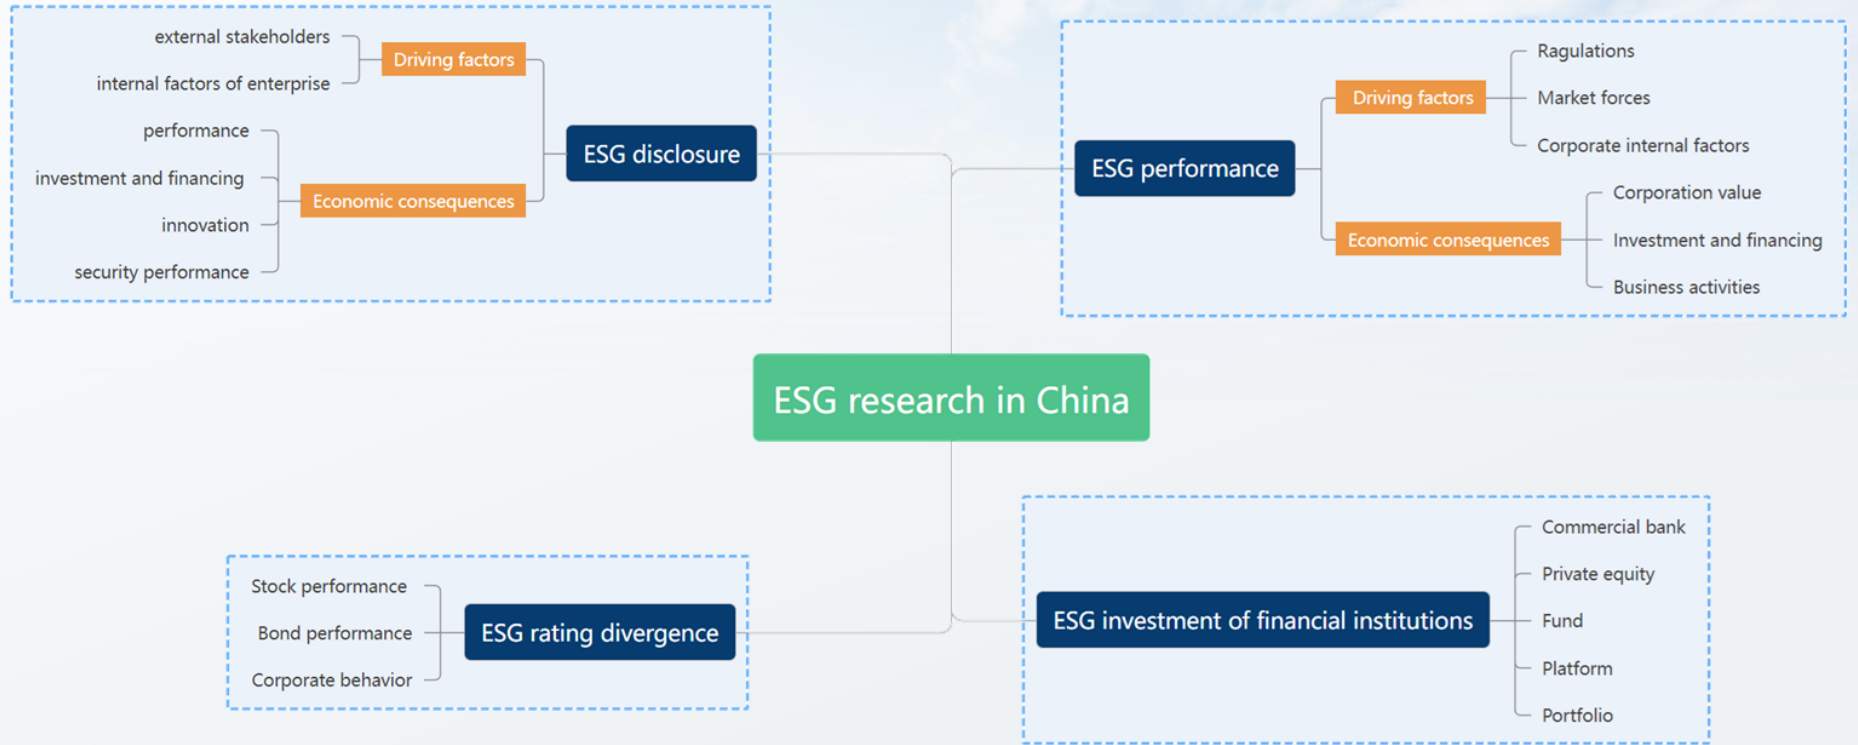 external stakeholders
internal factors of enterprise
Driving factors
performance
investment and financing
innovation
security performance
Economic consequences
ESG disclosure
ESG performance
Driving factors
Ragulations
Market forces
Corporate internal factors
Economic consequences
Corporation value
Investment and financing
Business activities
ESG research in China
Stock performance
Bond performance
Corporate behavior
ESG rating divergence
ESG investment of financial institutions
Commercial bank
Private equity
Fund
Platform
Portfolio